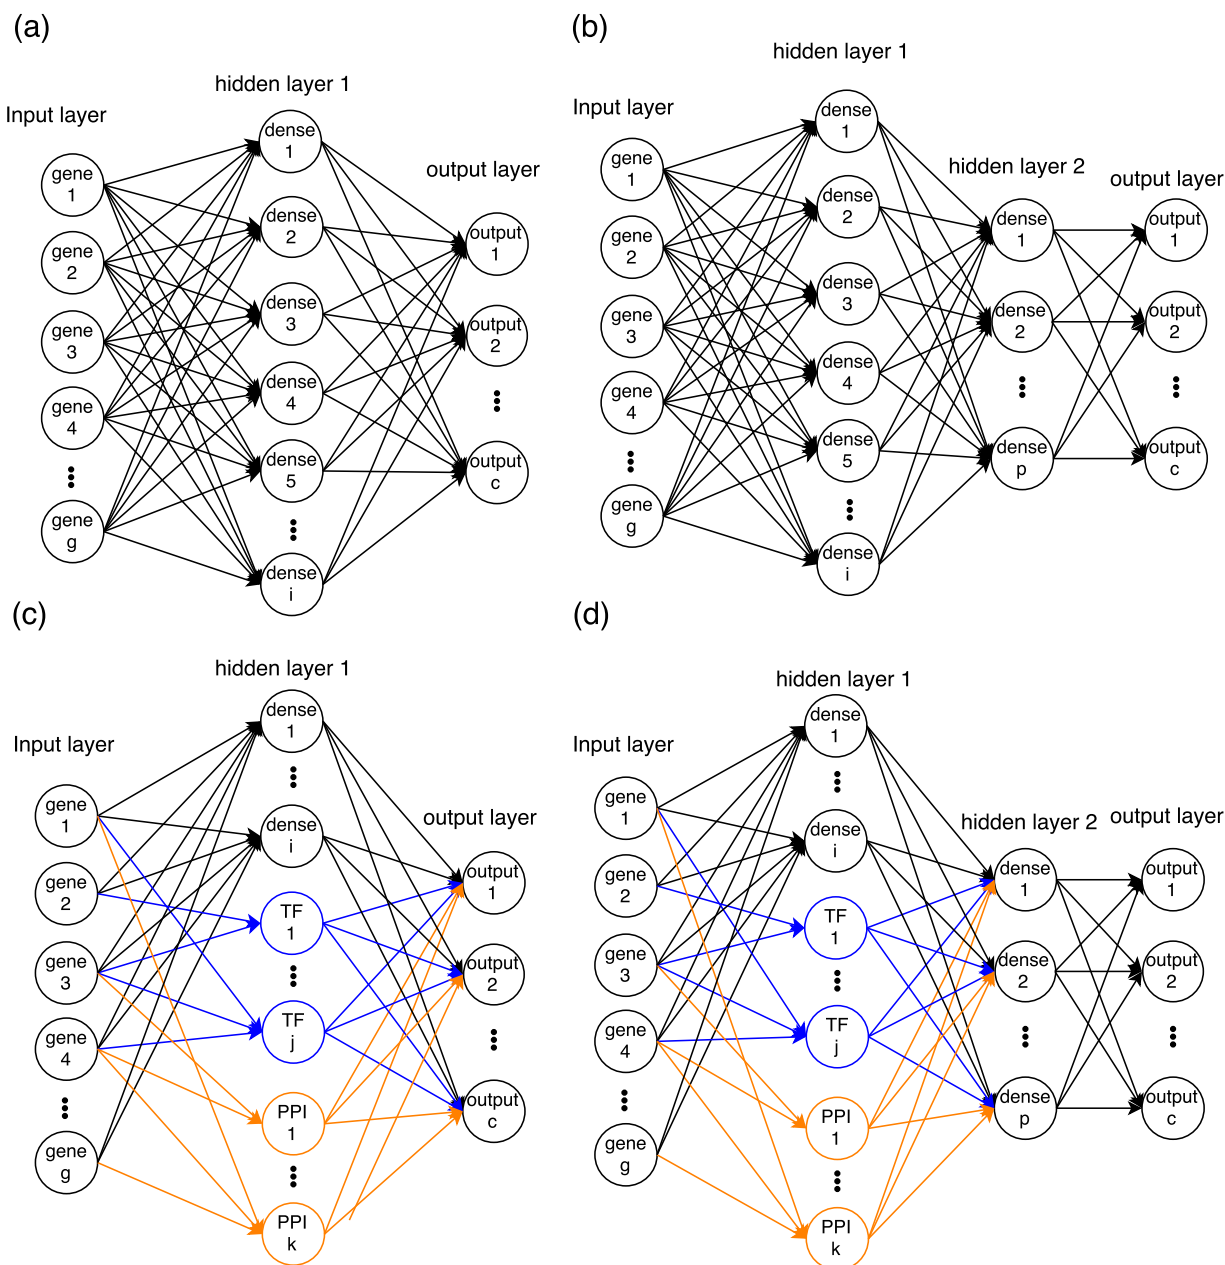 (a)
hidden layer 1
Input layer
output layer
gene
1
gene
2
gene
3
gene
4
gene
g
dense
1
dense
2
dense
3
dense
4
dense
5
dense
i
output
1
output
2
output
c
(b)
hidden layer 1
Input layer
hidden layer 2
output layer
gene
1
gene
2
gene
3
gene
4
gene
g
dense
1
dense
2
dense
3
dense
4
dense
5
dense
i
dense
1
dense
2
dense
p
output
1
output
2
output
c
(c)
hidden layer 1
Input layer
output layer
gene
1
gene
2
gene
3
gene
4
gene
g
dense
1
dense
i
TF
1
TF
j
PPI
1
PPI
k
output
1
output
2
output
c
(d)
hidden layer 1
Input layer
hidden layer 2
output layer
gene
1
gene
2
gene
3
gene
4
gene
g
dense
1
dense
i
TF
1
TF
j
PPI
1
PPI
k
dense
1
dense
2
dense
p
output
1
output
2
output
c